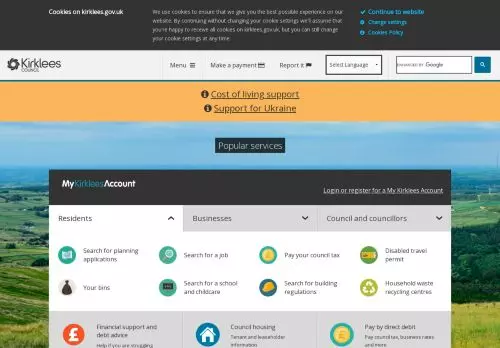 Cookies on kirklees.gov.uk
We use cookies to ensure that we give you the best possible experience on our
website. By continuing without changing your cookie settings we'll assume that
you're happy to receive all cookies on kirklees.gov.uk, but you can still change
your cookie settings at any time.
Continue to website
Change settings
Cookies Policy
Kirklees
COUNCIL
Menu
Make a payment
Report it
Select Language
ENHANCED BY Google
Cost of living support
Support for Ukraine
Popular services
MyKirkleesAccount
Login or register for a My Kirklees Account
Residents
Businesses
Council and councillors
Search for planning
applications
Search for a job
Pay your council tax
Disabled travel
permit
Your bins
Search for a school
and childcare
Search for building
regulations
Household waste
recycling centres
Financial support and
debt advice
Help if you are struggling
Council housing
Tenant and leaseholder
information
Pay by direct debit
Pay council tax, business rates,
and more